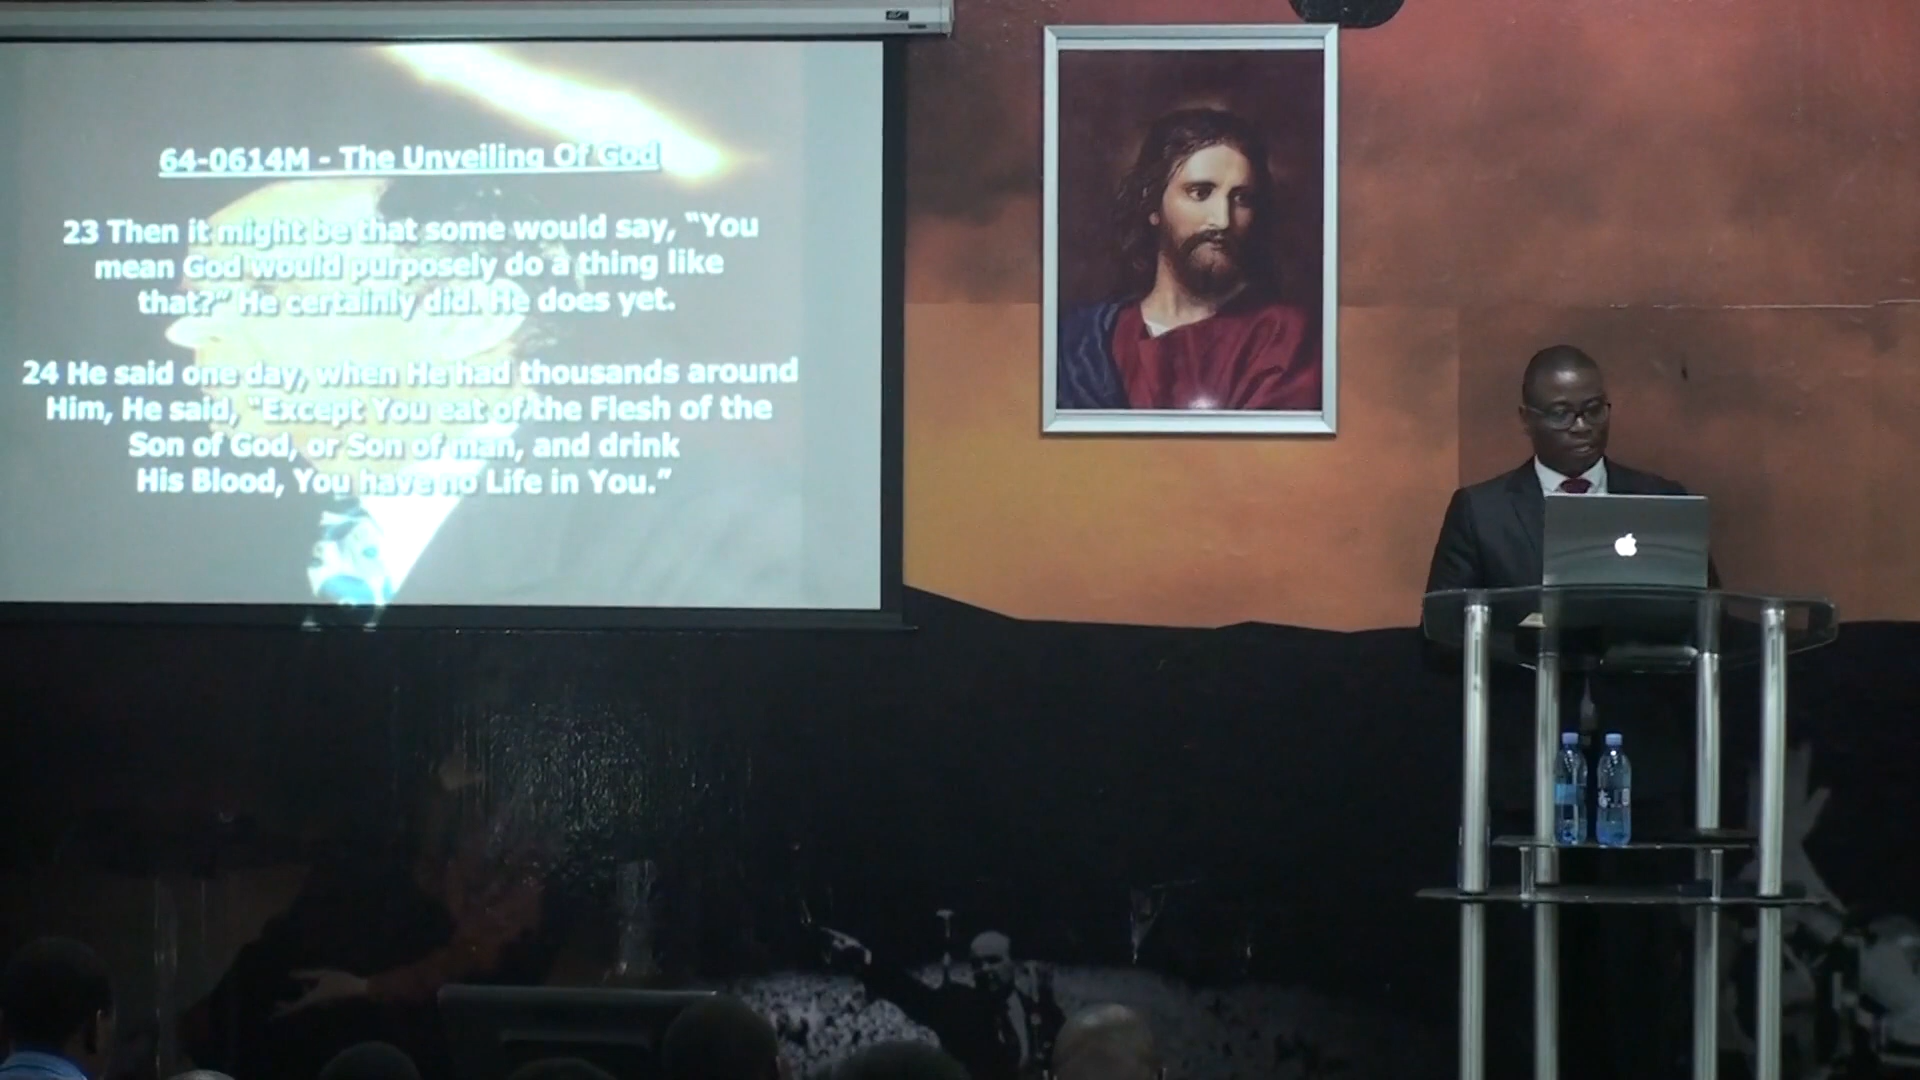 64-0614M - The Unveiling Of God
23 Then it might be that some would say, “You
mean God would purposely do a thing like
that?” He certainly did. He does yet.
24 He said one day, when He had thousands around
Him, He said, “Except You eat of the Flesh of the
Son of God, or Son of man, and drink
His Blood, You have no Life in You.”